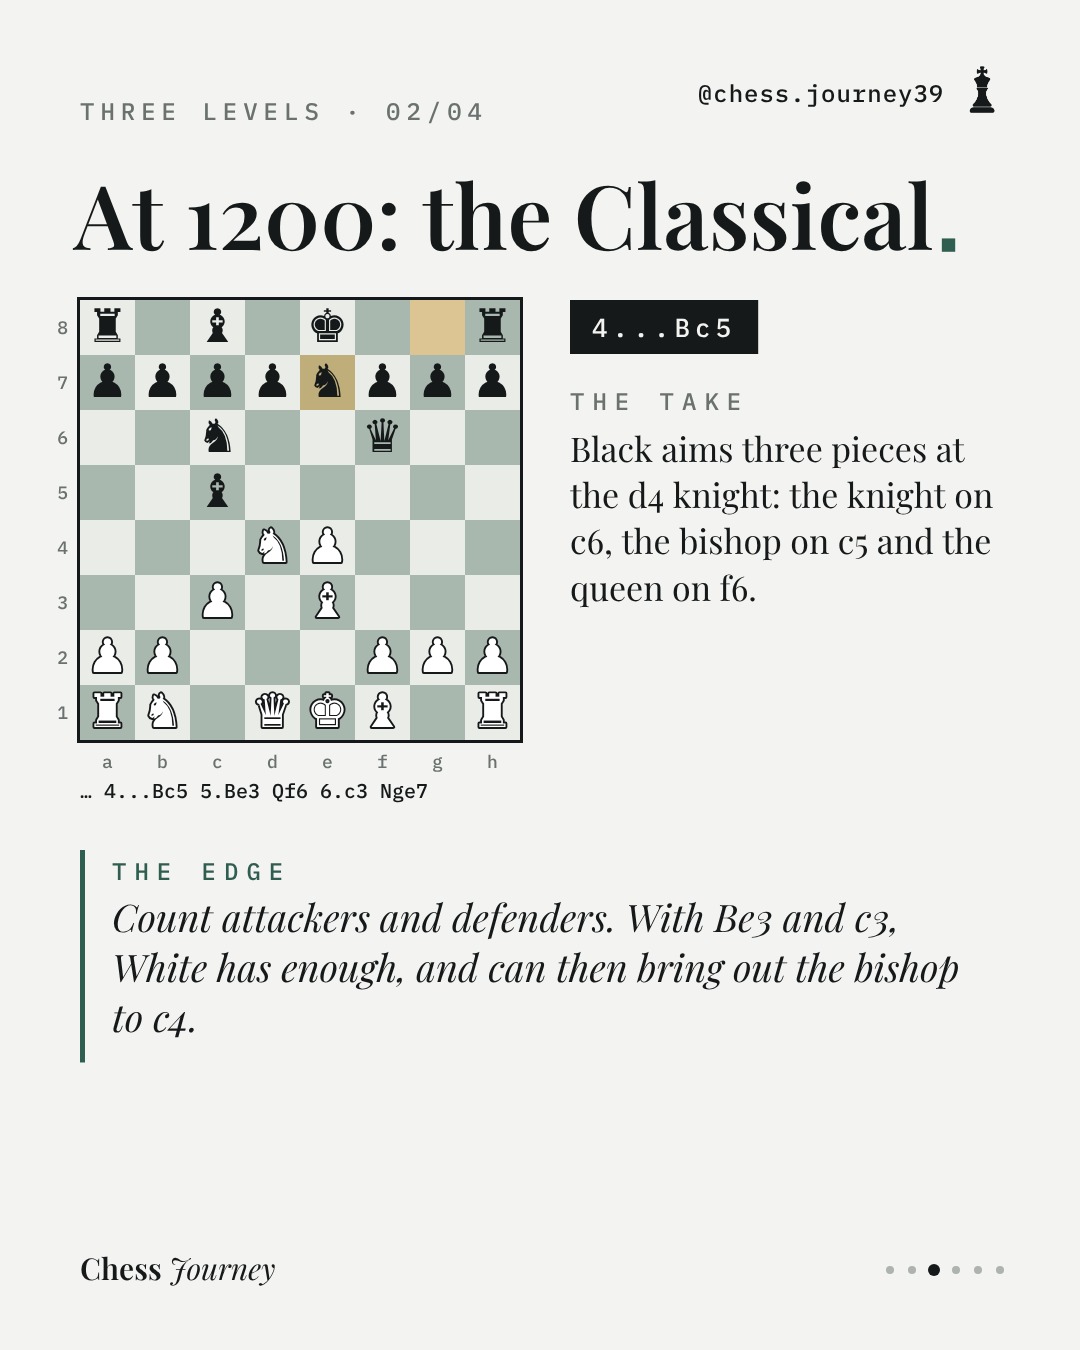 THREE LEVELS · 02/04
@chess.journey39
At 1200: the Classical.
8
7
6
5
4
3
2
1
a b c d e f g h
… 4...Bc5 5.Be3 Qf6 6.c3 Nge7
4...Bc5
THE TAKE
Black aims three pieces at
the d4 knight: the knight on
c6, the bishop on c5 and the
queen on f6.
THE EDGE
Count attackers and defenders. With Be3 and c3,
White has enough, and can then bring out the bishop
to c4.
Chess Journey